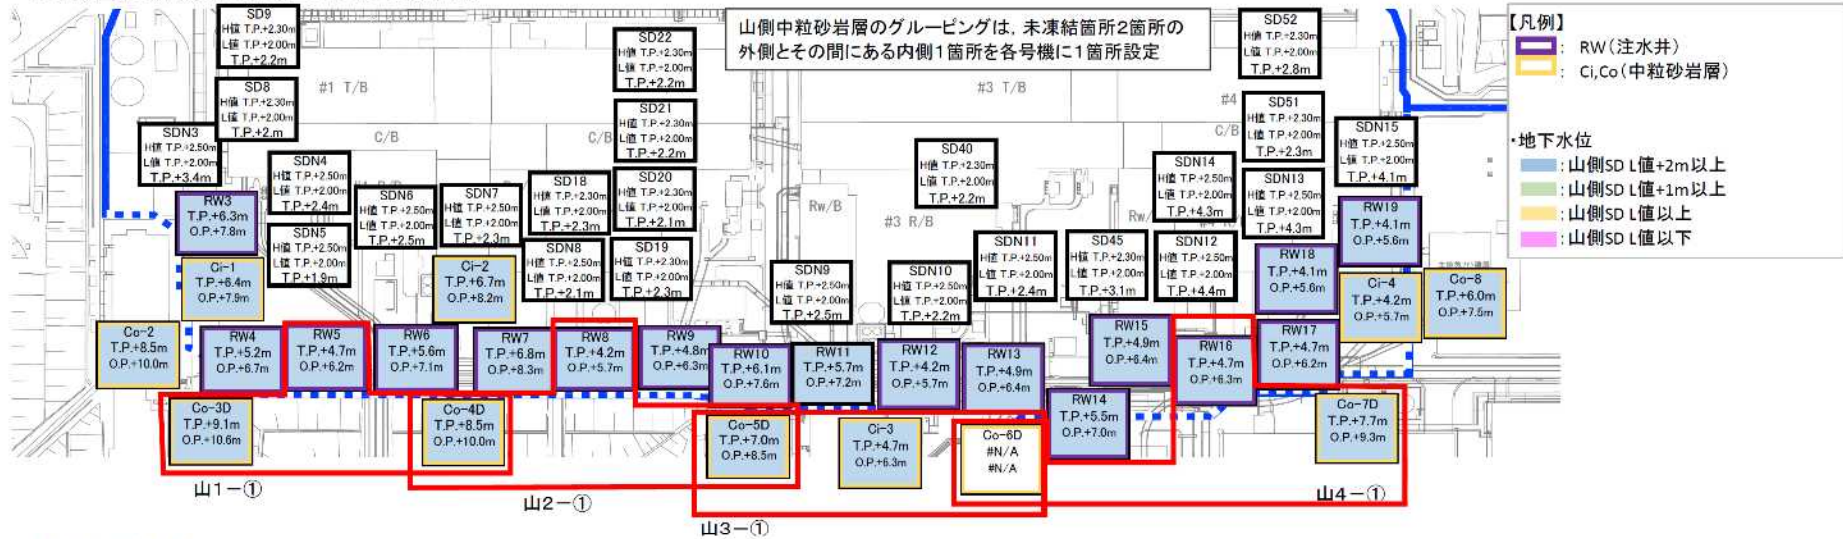 山側中粒砂岩層のグルーピングは，未凍結箇所2箇所の
外側とその間にある内側1箇所を各号機に1箇所設定
【凡例】
： RW（注水井）
： Ci,Co（中粒砂岩層）
・地下水位
：山側SD L値+2m以上
：山側SD L値+1m以上
：山側SD L値以上
：山側SD L値以下
SD9
H値 T.P.+2.30m
L値 T.P.+2.00m
T.P.+2.2m
SD8
H値 T.P.+2.30m
L値 T.P.+2.00m
T.P.+2.m
SDN3
H値 T.P.+2.50m
L値 T.P.+2.00m
T.P.+3.4m
SDN4
H値 T.P.+2.50m
L値 T.P.+2.00m
T.P.+2.4m
SDN5
H値 T.P.+2.50m
L値 T.P.+2.00m
T.P.+1.9m
SDN6
H値 T.P.+2.50m
L値 T.P.+2.00m
T.P.+2.5m
SDN7
H値 T.P.+2.50m
L値 T.P.+2.00m
T.P.+2.3m
SD18
H値 T.P.+2.30m
L値 T.P.+2.00m
T.P.+2.3m
SDN8
H値 T.P.+2.50m
L値 T.P.+2.00m
T.P.+2.1m
SD22
H値 T.P.+2.30m
L値 T.P.+2.00m
T.P.+2.2m
SD21
H値 T.P.+2.30m
L値 T.P.+2.00m
T.P.+2.2m
SD20
H値 T.P.+2.30m
L値 T.P.+2.00m
T.P.+2.1m
SD19
H値 T.P.+2.30m
L値 T.P.+2.00m
T.P.+2.3m
SDN9
H値 T.P.+2.50m
L値 T.P.+2.00m
T.P.+2.5m
SD40
H値 T.P.+2.30m
L値 T.P.+2.00m
T.P.+2.2m
SDN10
H値 T.P.+2.50m
L値 T.P.+2.00m
T.P.+2.2m
SDN11
H値 T.P.+2.50m
L値 T.P.+2.00m
T.P.+2.4m
SD45
H値 T.P.+2.30m
L値 T.P.+2.00m
T.P.+3.1m
SDN14
H値 T.P.+2.50m
L値 T.P.+2.00m
T.P.+4.3m
SDN12
H値 T.P.+2.50m
L値 T.P.+2.00m
T.P.+4.4m
SD52
H値 T.P.+2.30m
L値 T.P.+2.00m
T.P.+2.8m
SD51
H値 T.P.+2.30m
L値 T.P.+2.00m
T.P.+2.3m
SDN13
H値 T.P.+2.50m
L値 T.P.+2.00m
T.P.+4.3m
SDN15
H値 T.P.+2.50m
L値 T.P.+2.00m
T.P.+4.1m
#1 T/B
C/B
C/B
#3 T/B
#4
C/B
Rw/B
#3 R/B
Rw
RW3
T.P.+6.3m
O.P.+7.8m
Ci-1
T.P.+6.4m
O.P.+7.9m
Ci-2
T.P.+6.7m
O.P.+8.2m
Co-2
T.P.+8.5m
O.P.+10.0m
RW4
T.P.+5.2m
O.P.+6.7m
RW5
T.P.+4.7m
O.P.+6.2m
RW6
T.P.+5.6m
O.P.+7.1m
RW7
T.P.+6.8m
O.P.+8.3m
RW8
T.P.+4.2m
O.P.+5.7m
RW9
T.P.+4.8m
O.P.+6.3m
RW10
T.P.+6.1m
O.P.+7.6m
RW11
T.P.+5.7m
O.P.+7.2m
RW12
T.P.+4.2m
O.P.+5.7m
RW13
T.P.+4.9m
O.P.+6.4m
RW14
T.P.+5.5m
O.P.+7.0m
RW15
T.P.+4.9m
O.P.+6.4m
RW16
T.P.+4.7m
O.P.+6.3m
RW17
T.P.+4.7m
O.P.+6.2m
RW18
T.P.+4.1m
O.P.+5.6m
RW19
T.P.+4.1m
O.P.+5.6m
Ci-4
T.P.+4.2m
O.P.+5.7m
Co-8
T.P.+6.0m
O.P.+7.5m
Co-3D
T.P.+9.1m
O.P.+10.6m
Co-4D
T.P.+8.5m
O.P.+10.0m
Co-5D
T.P.+7.0m
O.P.+8.5m
Ci-3
T.P.+4.7m
O.P.+6.3m
Co-6D
#N/A
#N/A
Co-7D
T.P.+7.7m
O.P.+9.3m
山1－①
山2－①
山3－①
山4－①